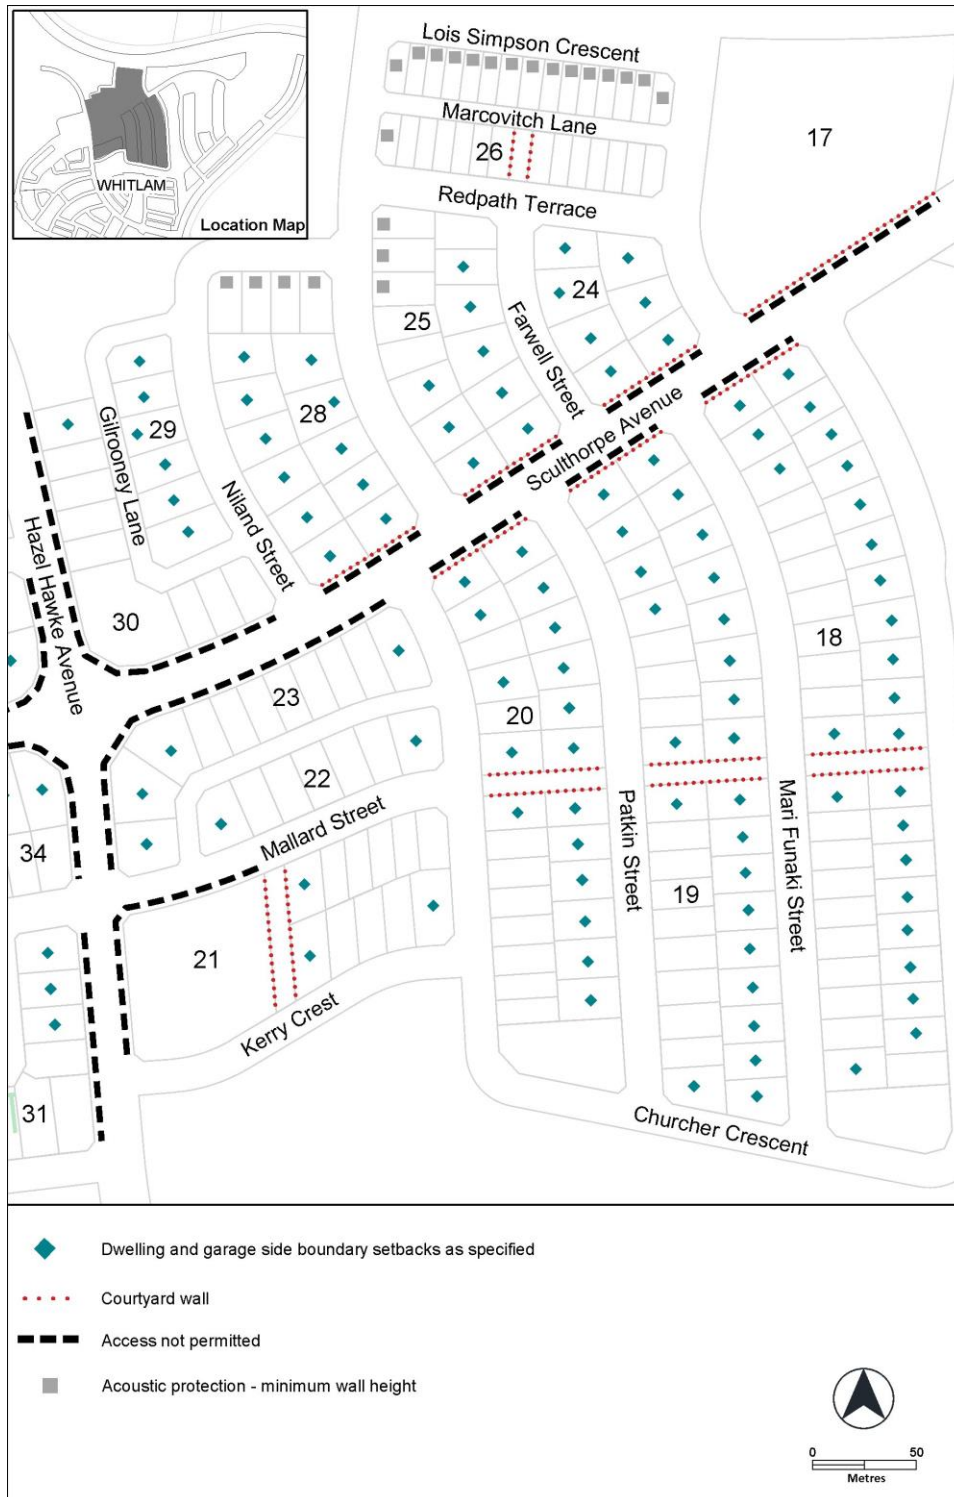 WHITLAM
Location Map
Lois Simpson Crescent
Marcovitch Lane
17
26
Redpath Terrace
24
25
Farwell Street
28
29
Gilrooney Lane
Sculthorpe Avenue
Niland Street
Hazel Hawke Avenue
30
18
23
20
22
Mallard Street
Patkin Street
Mari Funaki Street
34
19
21
Kerry Crest
31
Churcher Crescent
Dwelling and garage side boundary setbacks as specified
Courtyard wall
Access not permitted
Acoustic protection - minimum wall height
0 50
Metres